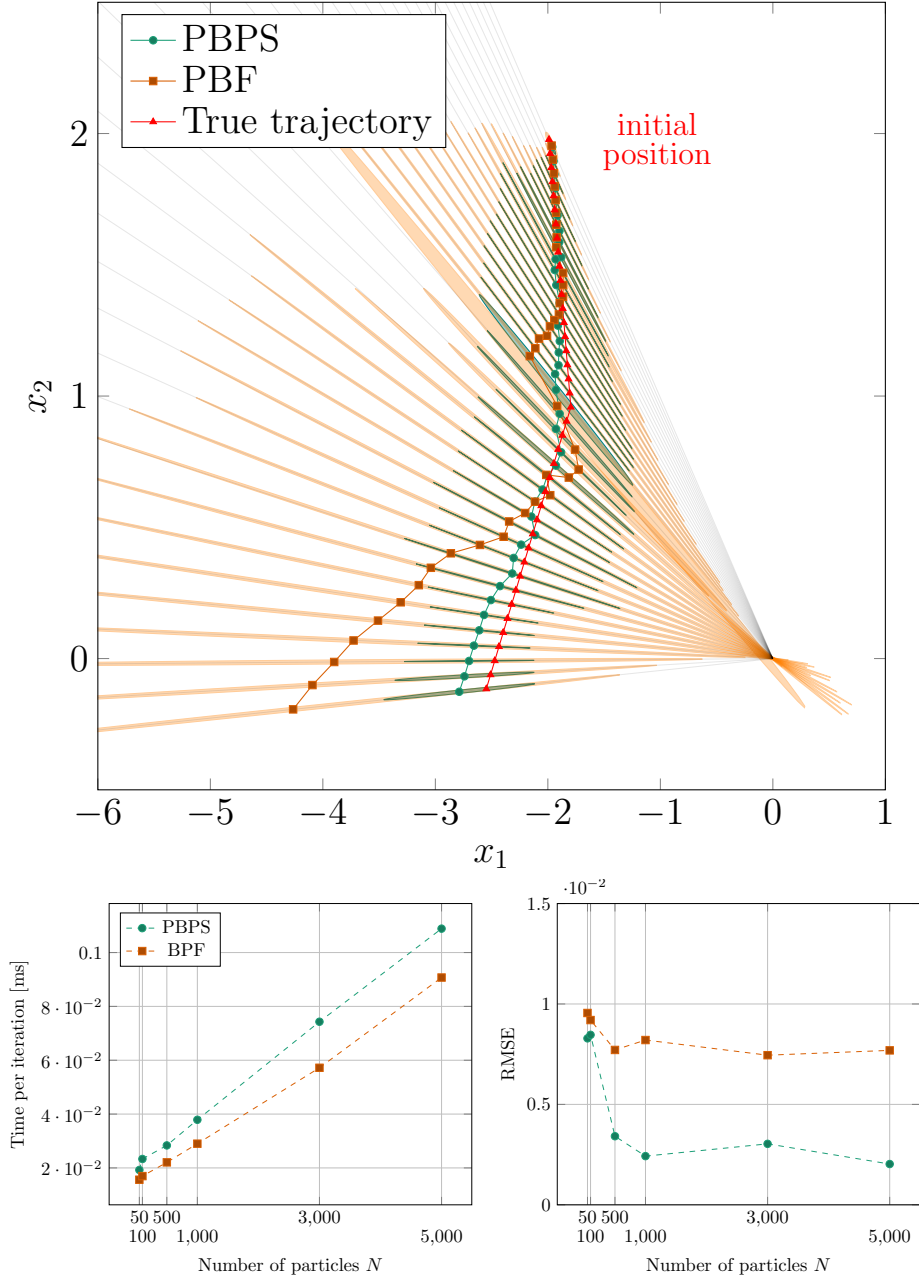 PBPS
PBF
True trajectory
initial
position
x₂
2
1
0
−6 −5 −4 −3 −2 −1 0 1
x₁
PBPS
BPF
Time per iteration [ms]
0.1
8 · 10⁻²
6 · 10⁻²
4 · 10⁻²
2 · 10⁻²
50 500 3,000
100 1,000 5,000
Number of particles N
·10⁻²
RMSE
1.5
1
0.5
0
50 500 3,000
100 1,000 5,000
Number of particles N